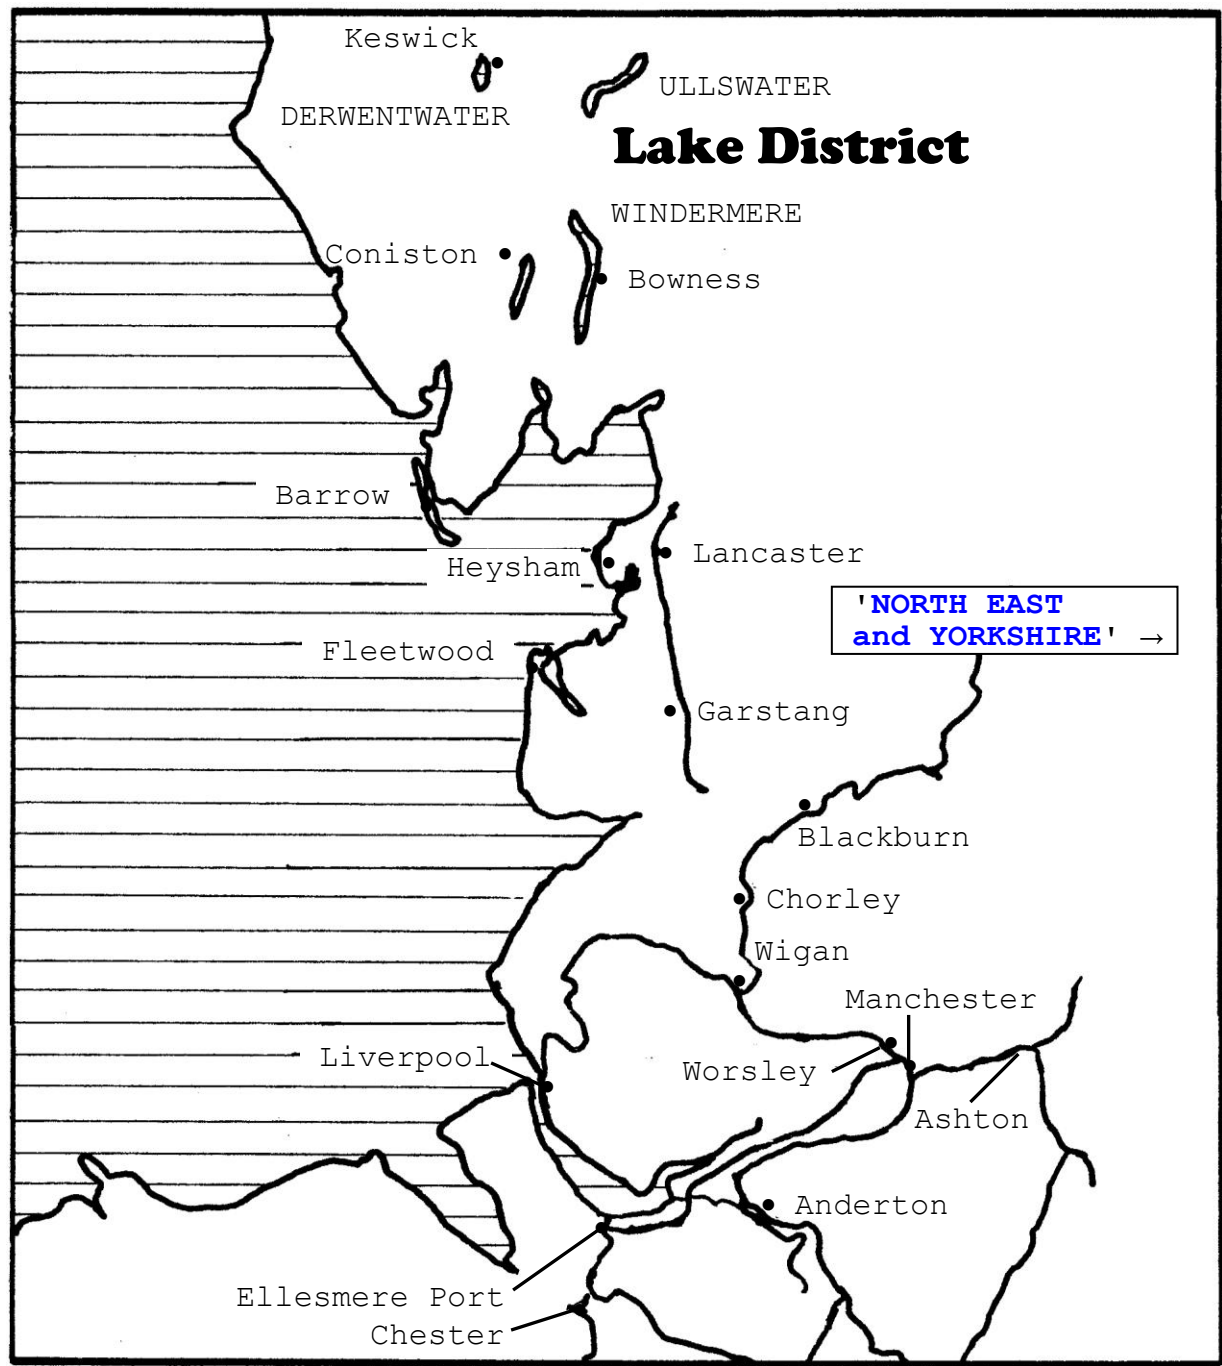 Keswick
ULLSWATER
DERWENTWATER
Lake District
WINDERMERE
Coniston
Bowness
Barrow
Lancaster
Heysham
'NORTH EAST
and YORKSHIRE' →
Fleetwood
Garstang
Blackburn
Chorley
Wigan
Manchester
Liverpool
Worsley
Ashton
Anderton
Ellesmere Port
Chester